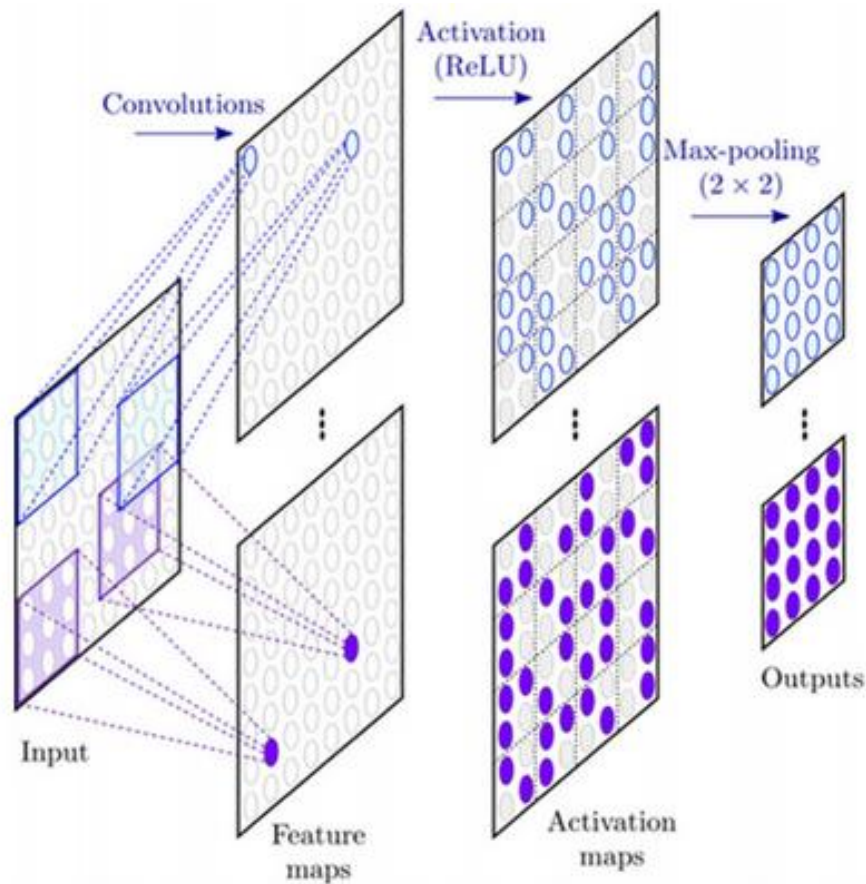 Convolutions
Activation
(ReLU)
Max-pooling
(2 × 2)
Input
Feature
maps
Activation
maps
Outputs